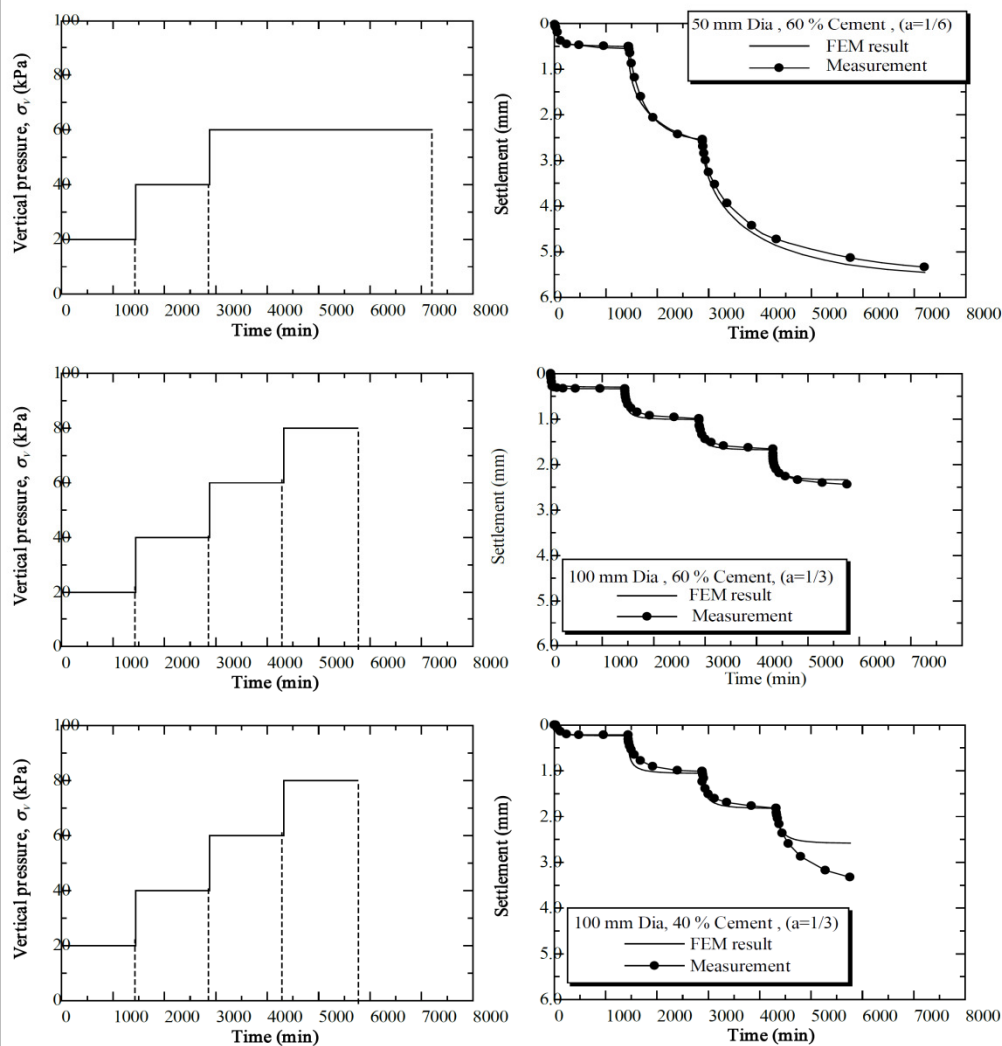 100
80
60
40
20
0
Vertical pressure, σv (kPa)
0 1000 2000 3000 4000 5000 6000 7000 8000
Time (min)
0
1.0
2.0
3.0
4.0
5.0
6.0
Settlement (mm)
50 mm Dia , 60 % Cement , (a=1/6)
FEM result
Measurement
0 1000 2000 3000 4000 5000 6000 7000 8000
Time (min)
100
80
60
40
20
0
Vertical pressure, σv (kPa)
0 1000 2000 3000 4000 5000 6000 7000 8000
Time (min)
0
1.0
2.0
3.0
4.0
5.0
6.0
Settlement (mm)
100 mm Dia , 60 % Cement, (a=1/3)
FEM result
Measurement
0 1000 2000 3000 4000 5000 6000 7000
Time (min)
100
80
60
40
20
0
Vertical pressure, σv (kPa)
0 1000 2000 3000 4000 5000 6000 7000 8000
Time (min)
0
1.0
2.0
3.0
4.0
5.0
6.0
Settlement (mm)
100 mm Dia, 40 % Cement , (a=1/3)
FEM result
Measurement
0 1000 2000 3000 4000 5000 6000 7000 8000
Time (min)